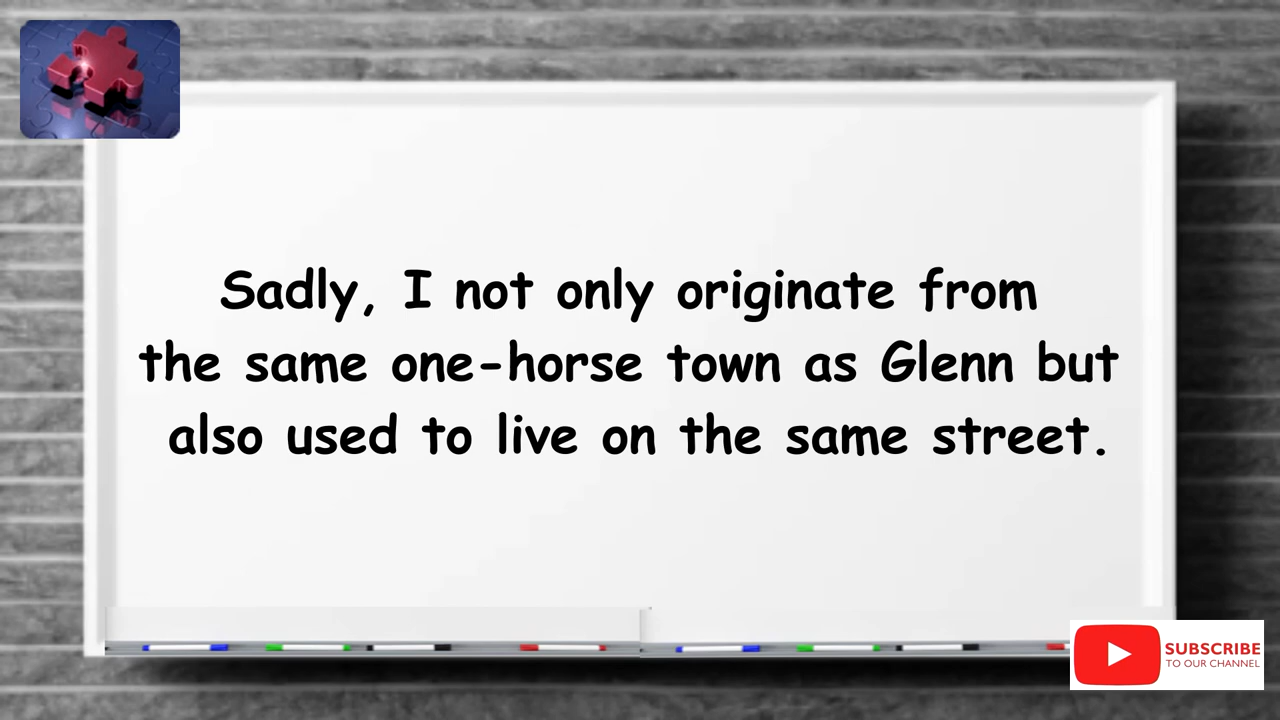 Sadly, I not only originate from
the same one-horse town as Glenn but
also used to live on the same street.
SUBSCRIBE
TO OUR CHANNEL